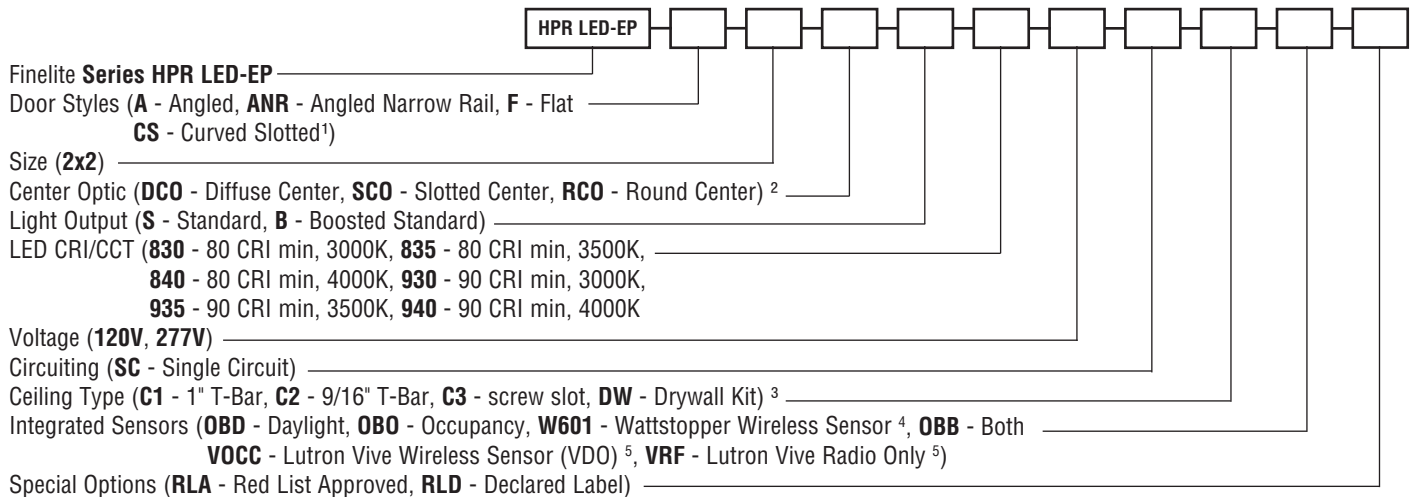 HPR LED-EP
Finelite Series HPR LED-EP
Door Styles (A - Angled, ANR - Angled Narrow Rail, F - Flat
CS - Curved Slotted¹)
Size (2x2)
Center Optic (DCO - Diffuse Center, SCO - Slotted Center, RCO - Round Center) ²
Light Output (S - Standard, B - Boosted Standard)
LED CRI/CCT (830 - 80 CRI min, 3000K, 835 - 80 CRI min, 3500K,
840 - 80 CRI min, 4000K, 930 - 90 CRI min, 3000K,
935 - 90 CRI min, 3500K, 940 - 90 CRI min, 4000K
Voltage (120V, 277V)
Circuiting (SC - Single Circuit)
Ceiling Type (C1 - 1" T-Bar, C2 - 9/16" T-Bar, C3 - screw slot, DW - Drywall Kit) ³
Integrated Sensors (OBD - Daylight, OBO - Occupancy, W601 - Wattstopper Wireless Sensor ⁴, OBB - Both
VOCC - Lutron Vive Wireless Sensor (VDO) ⁵, VRF - Lutron Vive Radio Only ⁵)
Special Options (RLA - Red List Approved, RLD - Declared Label)